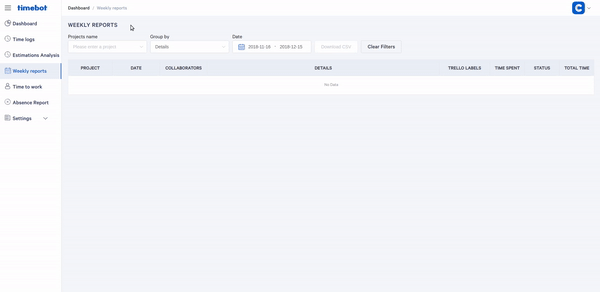 timebot
Dashboard / Weekly reports
C
Dashboard
Time logs
Estimations Analysis
Weekly reports
Time to work
Absence Report
Settings
WEEKLY REPORTS
Projects name
Group by
Date
Please enter a project
Details
2018-11-16 ~ 2018-12-15
Download CSV
Clear Filters
PROJECT DATE COLLABORATORS DETAILS TRELLO LABELS TIME SPENT STATUS TOTAL TIME
No Data